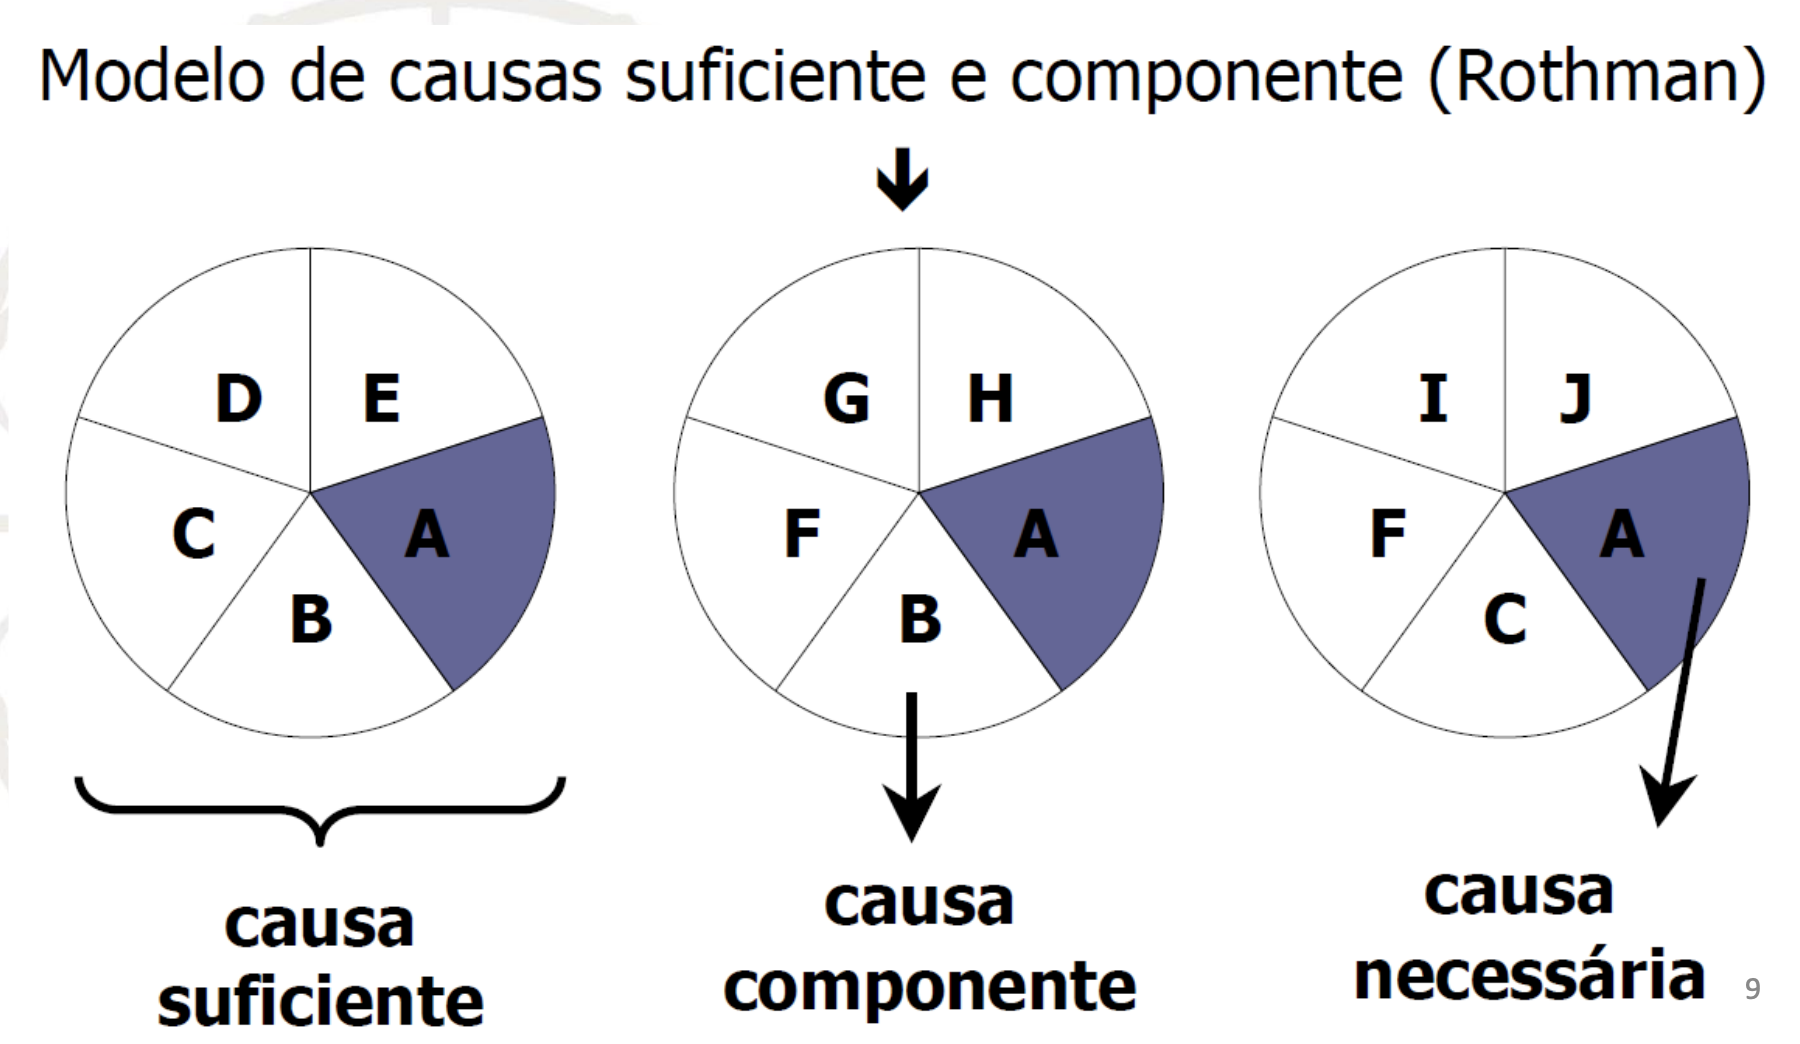 Modelo de causas suficiente e componente (Rothman)
D E
C A
B
G H
F A
B
I J
F A
C
causa
suficiente
causa
componente
causa
necessária
9